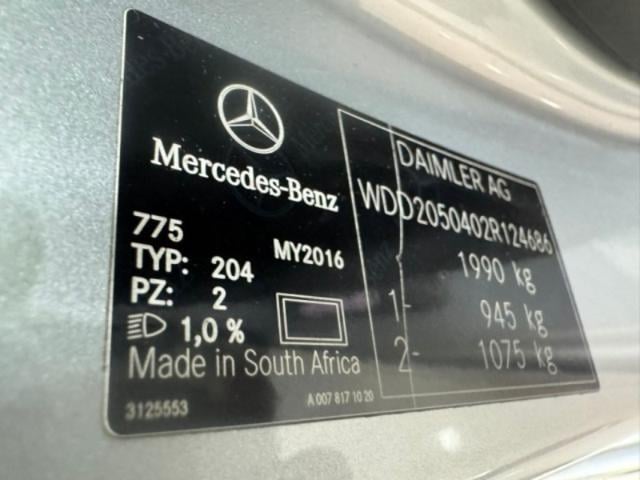 Mercedes-Benz
775
MY2016
TYP: 204
PZ: 2
1,0 %
Made in South Africa
3125553
A 007 817 10 20
DAIMLER AG
WDD2050402R124686
1990 kg
1- 945 kg
2- 1075 kg